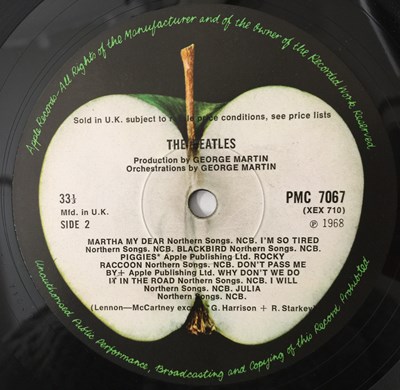 Apple Records · All Rights of the Manufacturer and of the Owner of the Recorded Work Reserved
Sold in U.K. subject to resale price conditions, see price lists
THE BEATLES
Production by GEORGE MARTIN
Orchestrations by GEORGE MARTIN
33⅓
Mfd. in U.K.
SIDE 2
PMC 7067
(XEX 710)
℗ 1968
MARTHA MY DEAR Northern Songs. NCB. I'M SO TIRED
Northern Songs. NCB. BLACKBIRD Northern Songs. NCB.
PIGGIES* Apple Publishing Ltd. ROCKY
RACCOON Northern Songs. NCB. DON'T PASS ME
BY+ Apple Publishing Ltd. WHY DON'T WE DO
IT IN THE ROAD Northern Songs. NCB. I WILL
Northern Songs. NCB. JULIA
Northern Songs. NCB.
(Lennon—McCartney except * G. Harrison + R. Starkey)
Unauthorised Public Performance, Broadcasting and Copying of this Record Prohibited